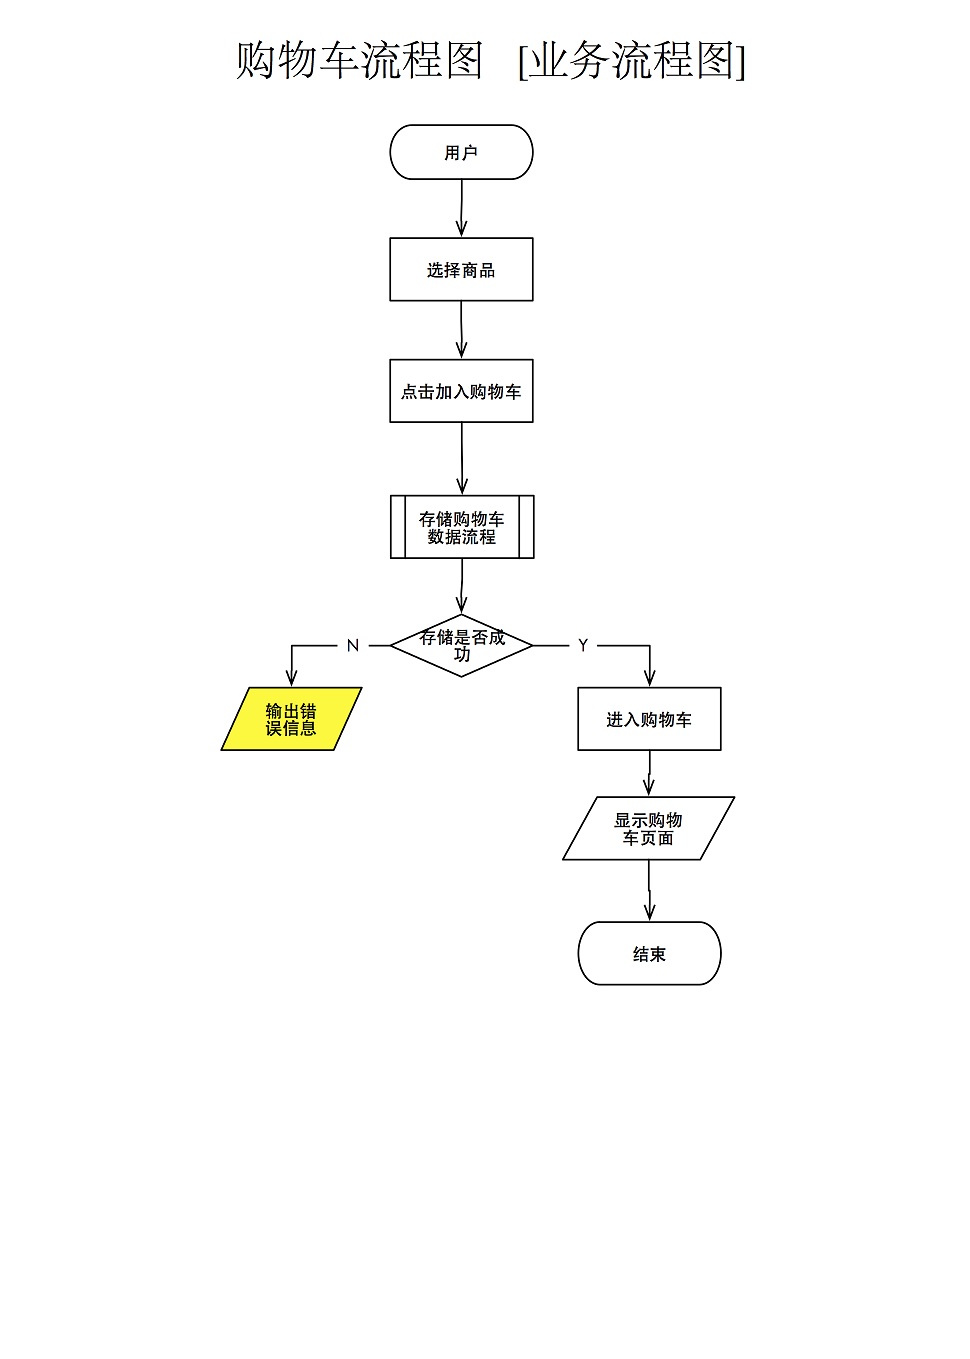 购物车流程图 [业务流程图]
用户
选择商品
点击加入购物车
存储购物车
数据流程
存储是否成
功
N
Y
输出错
误信息
进入购物车
显示购物
车页面
结束